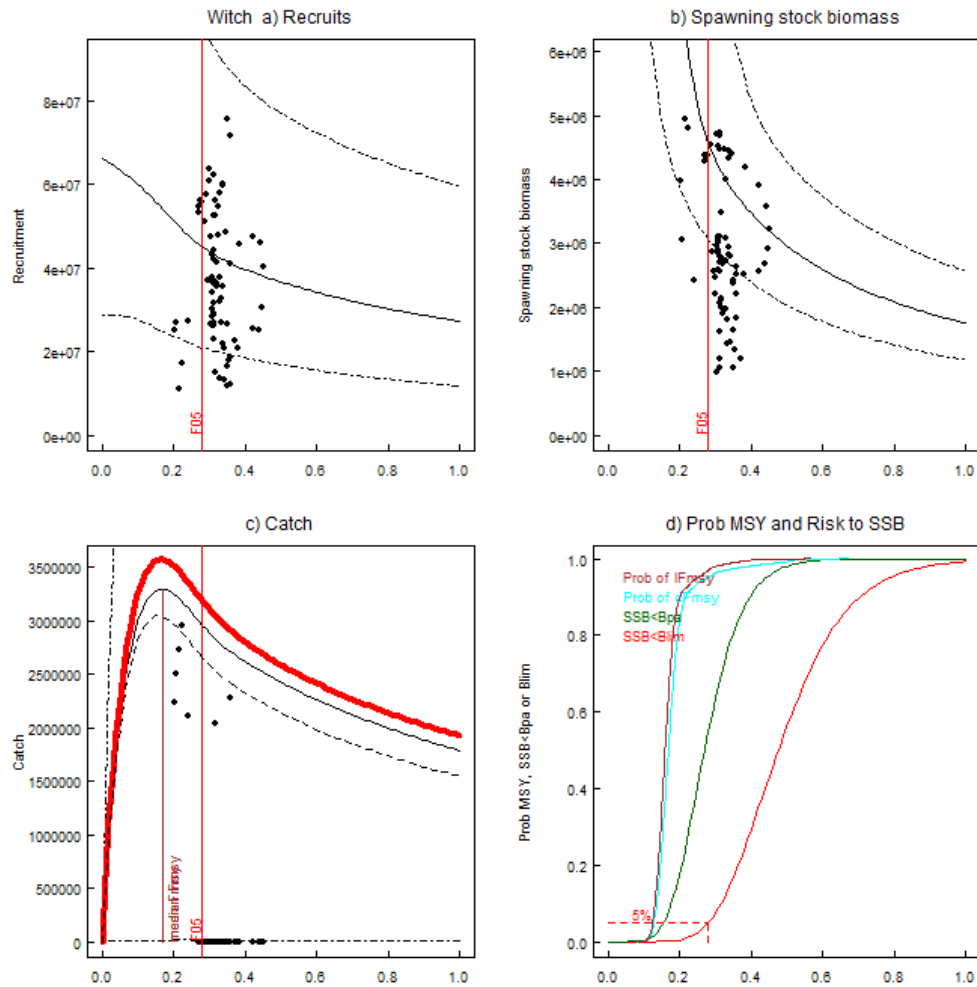 Witch a) Recruits
Recruitment
8e+07
6e+07
4e+07
2e+07
0e+00
F05
0.0 0.2 0.4 0.6 0.8 1.0
b) Spawning stock biomass
Spawning stock biomass
6e+06
5e+06
4e+06
3e+06
2e+06
1e+06
0e+00
F05
0.0 0.2 0.4 0.6 0.8 1.0
c) Catch
Catch
3500000
3000000
2500000
2000000
1500000
1000000
500000
0
F05
0.0 0.2 0.4 0.6 0.8 1.0
d) Prob MSY and Risk to SSB
Prob MSY, SSB<Bpa or Blim
1.0
0.8
0.6
0.4
0.2
0.0
Prob of lFmsy
Prob of cFmsy
SSB<Bpa
SSB<Blim
5%
0.0 0.2 0.4 0.6 0.8 1.0